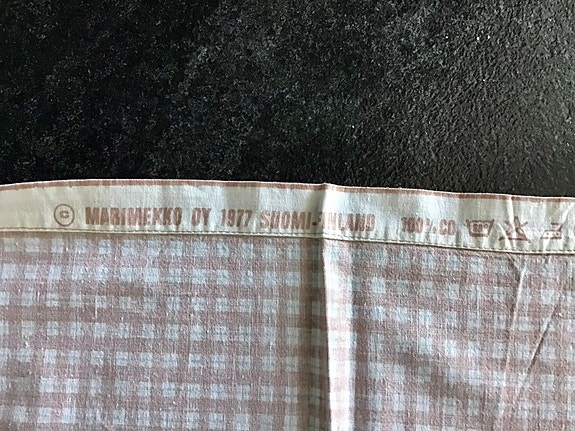 © MARIMEKKO OY 1977 SUOMI-FINLAND 100% CO